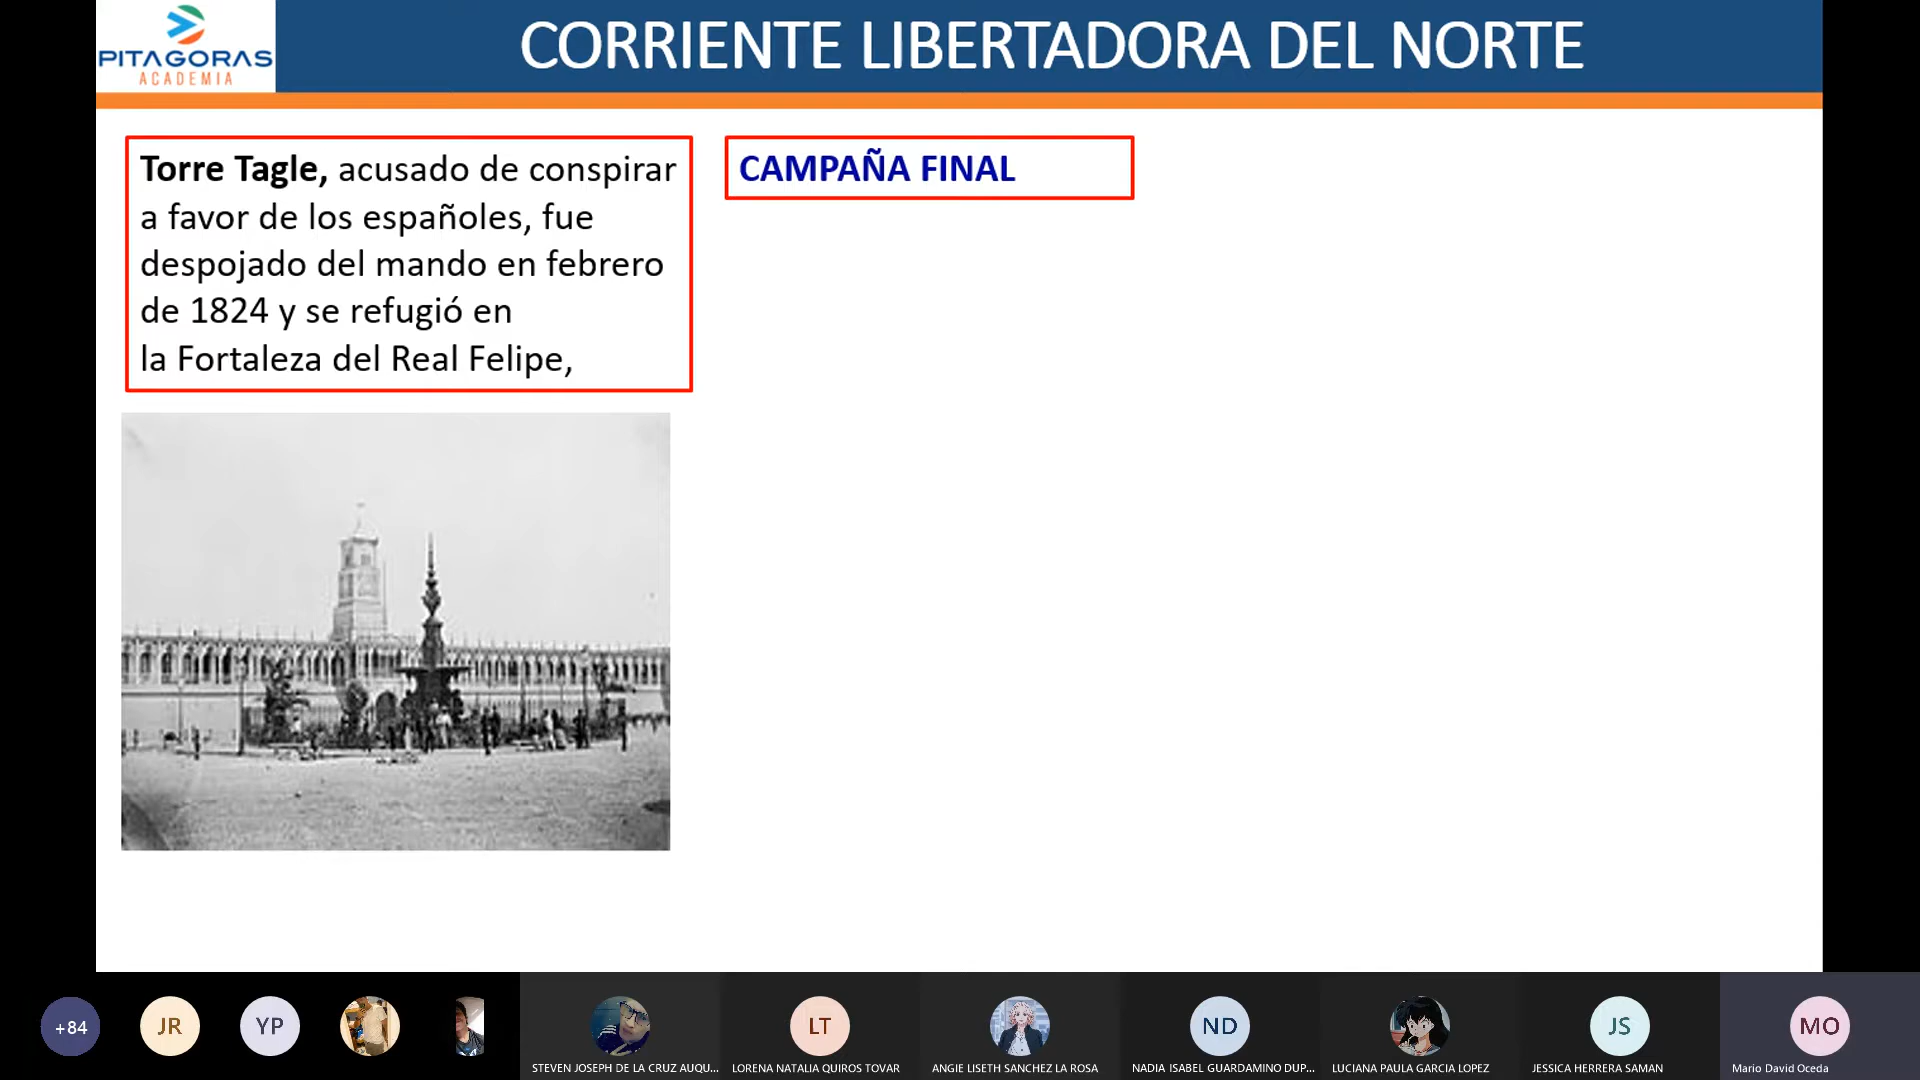 PITAGORAS
ACADEMIA
CORRIENTE LIBERTADORA DEL NORTE
Torre Tagle, acusado de conspirar
a favor de los españoles, fue
despojado del mando en febrero
de 1824 y se refugió en
la Fortaleza del Real Felipe,
CAMPAÑA FINAL
+84
JR
YP
LT
ND
JS
MO
STEVEN JOSEPH DE LA CRUZ AUQU...
LORENA NATALIA QUIROS TOVAR
ANGIE LISETH SANCHEZ LA ROSA
NADIA ISABEL GUARDAMINO DUP...
LUCIANA PAULA GARCIA LOPEZ
JESSICA HERRERA SAMAN
Mario David Oceda